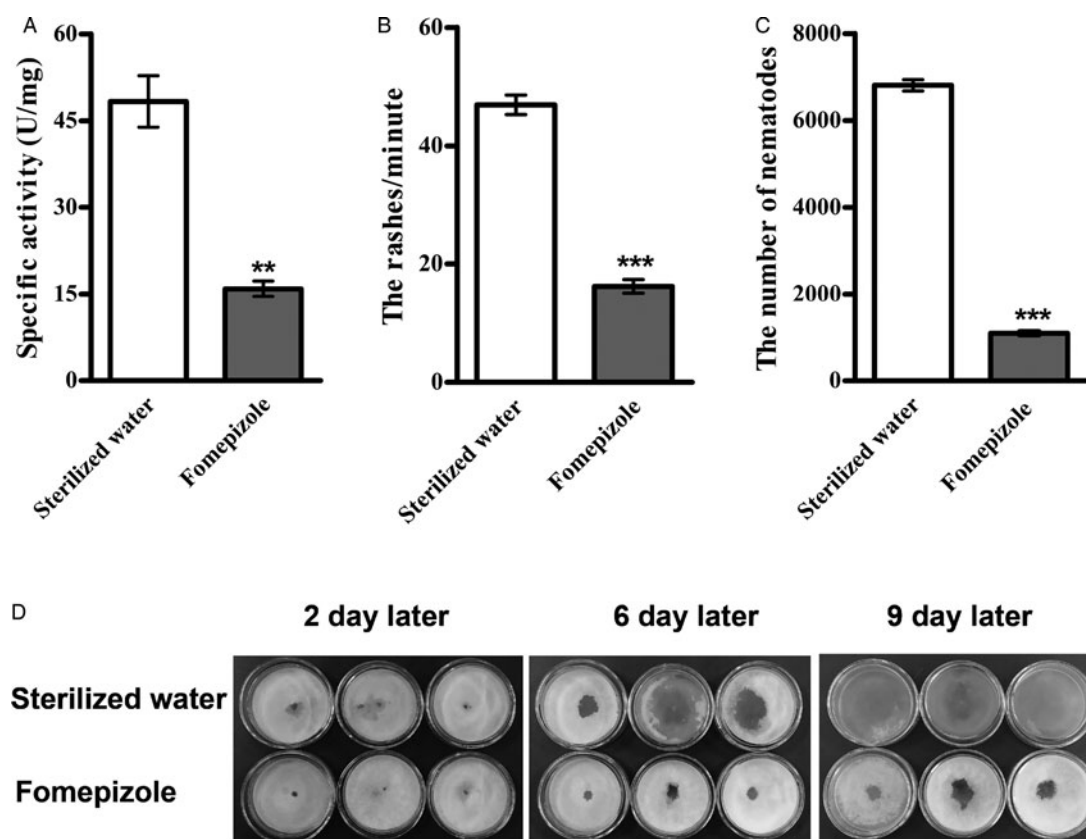 A
Specific activity (U/mg)
60
45
30
15
0
**
Sterilized water
Fomepizole
B
The rashes/minute
60
40
20
0
***
Sterilized water
Fomepizole
C
The number of nematodes
8000
6000
4000
2000
0
***
Sterilized water
Fomepizole
D
2 day later
6 day later
9 day later
Sterilized water
Fomepizole